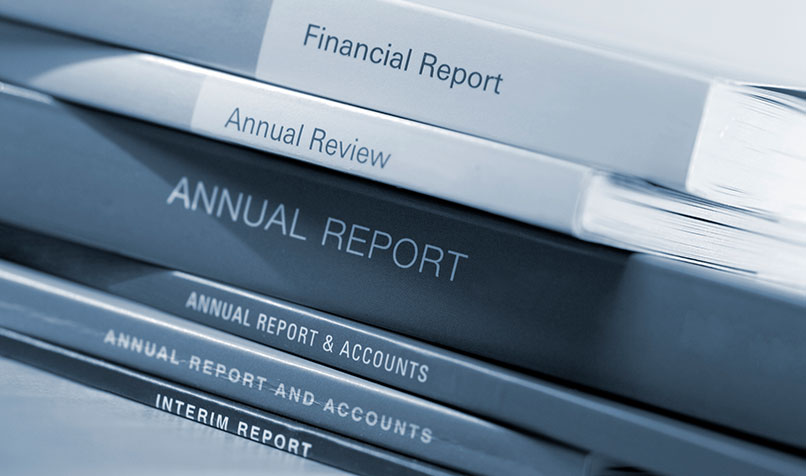 Financial Report
Annual Review
ANNUAL REPORT
ANNUAL REPORT & ACCOUNTS
ANNUAL REPORT AND ACCOUNTS
INTERIM REPORT